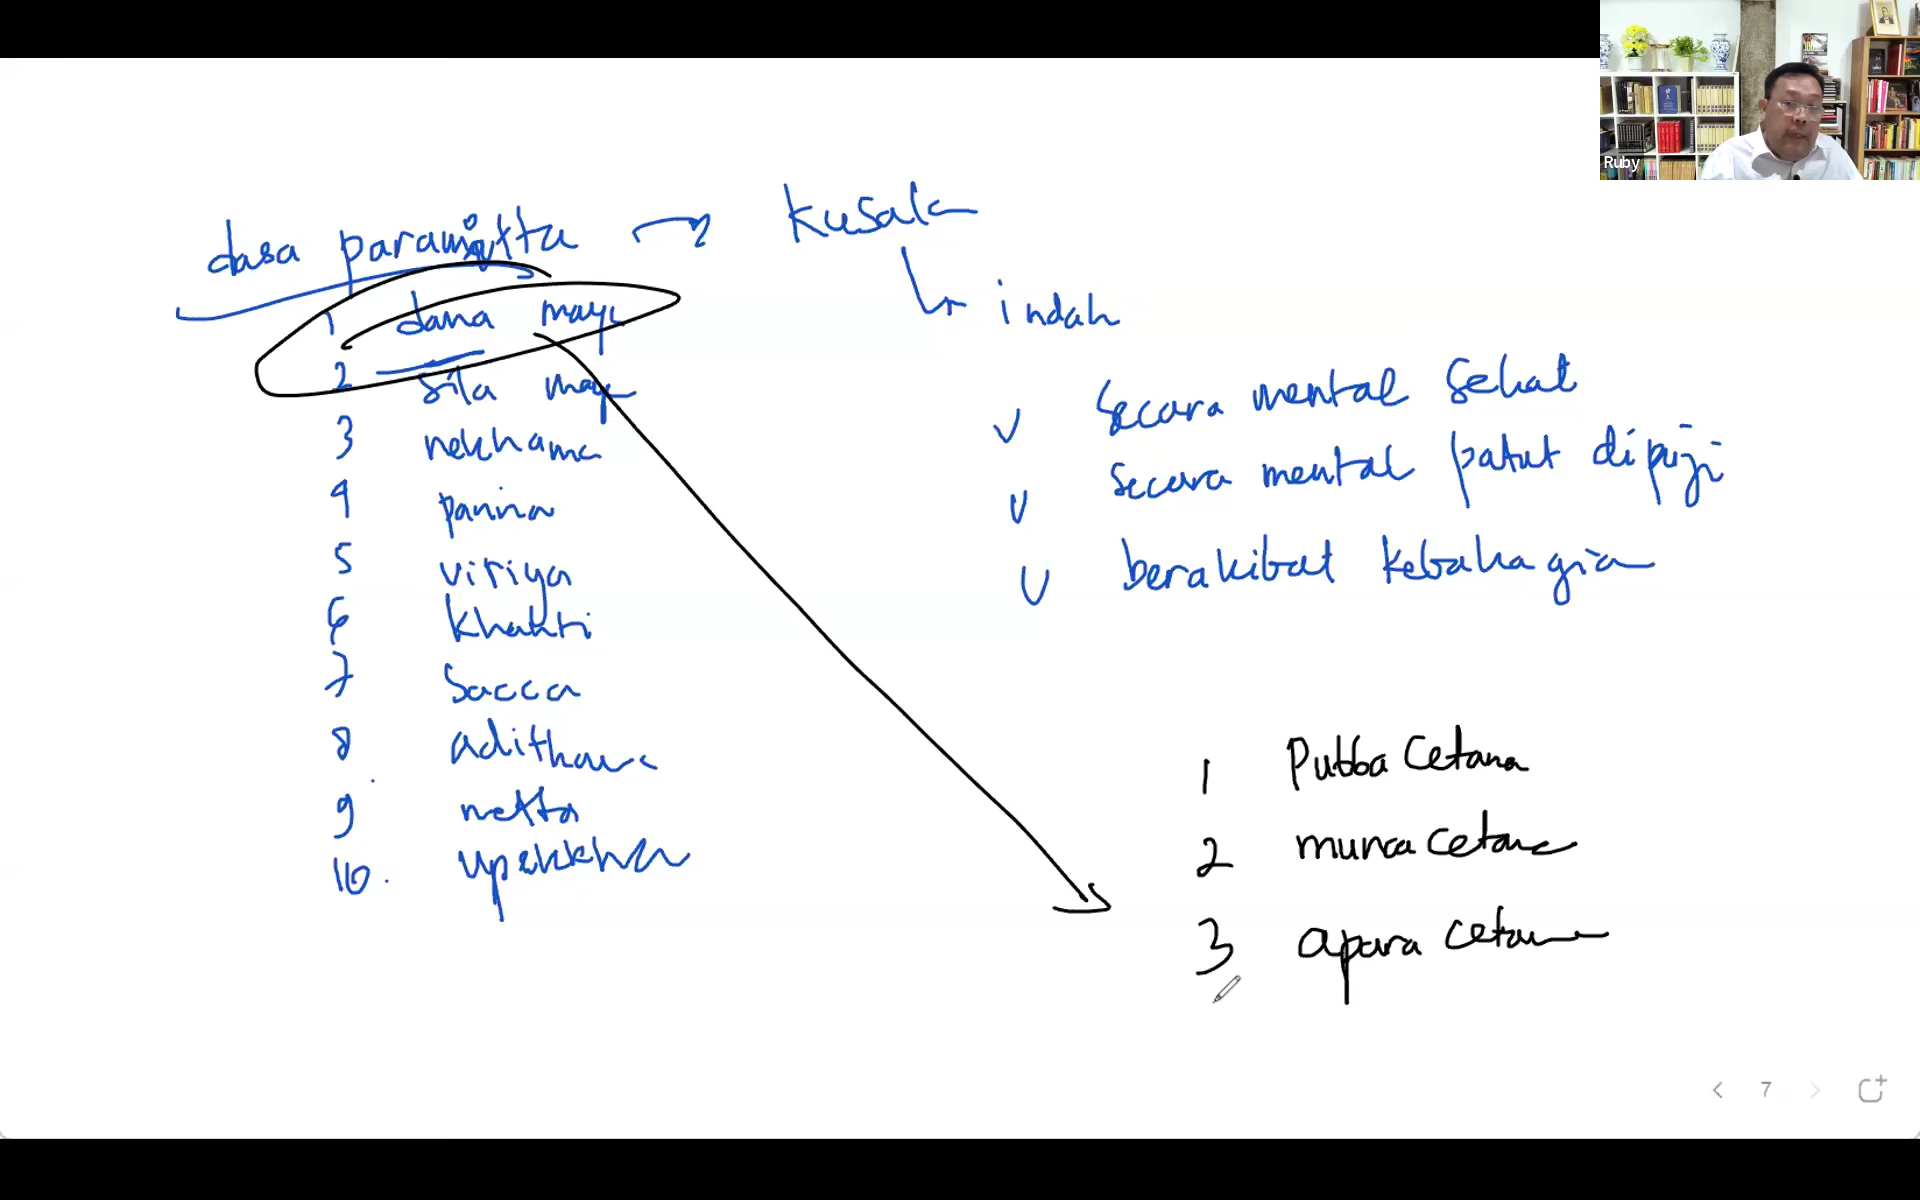 Ruby
dasa paramitta kusala
indah
1 dana maya
2 sila maya
3 nekhama
4 panna
5 viriya
6 khanti
7 sacca
8 adithana
9 metta
10. upekkha
v secara mental sehat
v secara mental patut dipuji
v berakibat kebahagian
1 Pubba Cetana
2 munca cetana
3 apara cetana
7